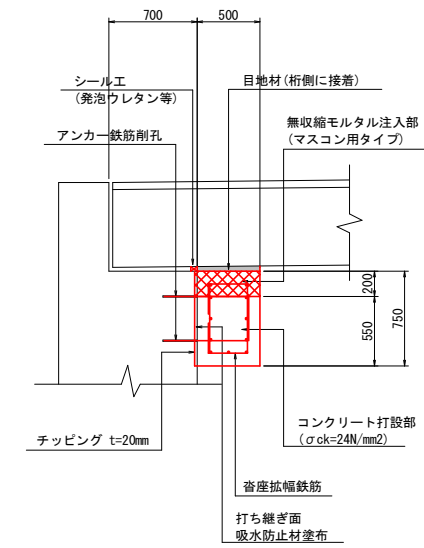 700
500
シール工
(発泡ウレタン等)
目地材(桁側に接着)
無収縮モルタル注入部
(マスコン用タイプ)
アンカー鉄筋削孔
200
550
750
コンクリート打設部
(σck=24N/mm2)
チッピング t=20mm
沓座拡幅鉄筋
打ち継ぎ面
吸水防止材塗布